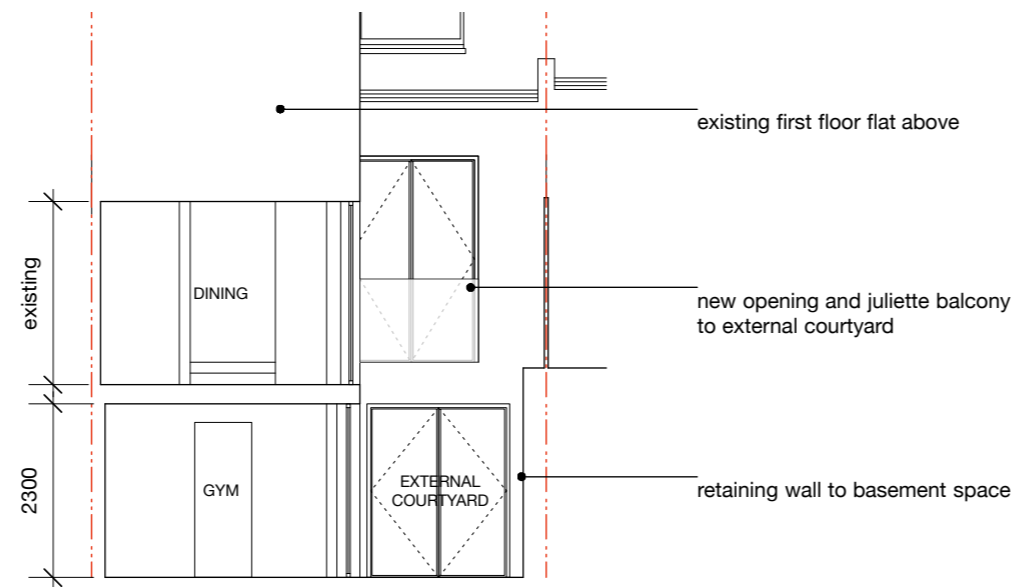 existing first floor flat above
existing
DINING
new opening and juliette balcony
to external courtyard
2300
GYM
EXTERNAL
COURTYARD
retaining wall to basement space